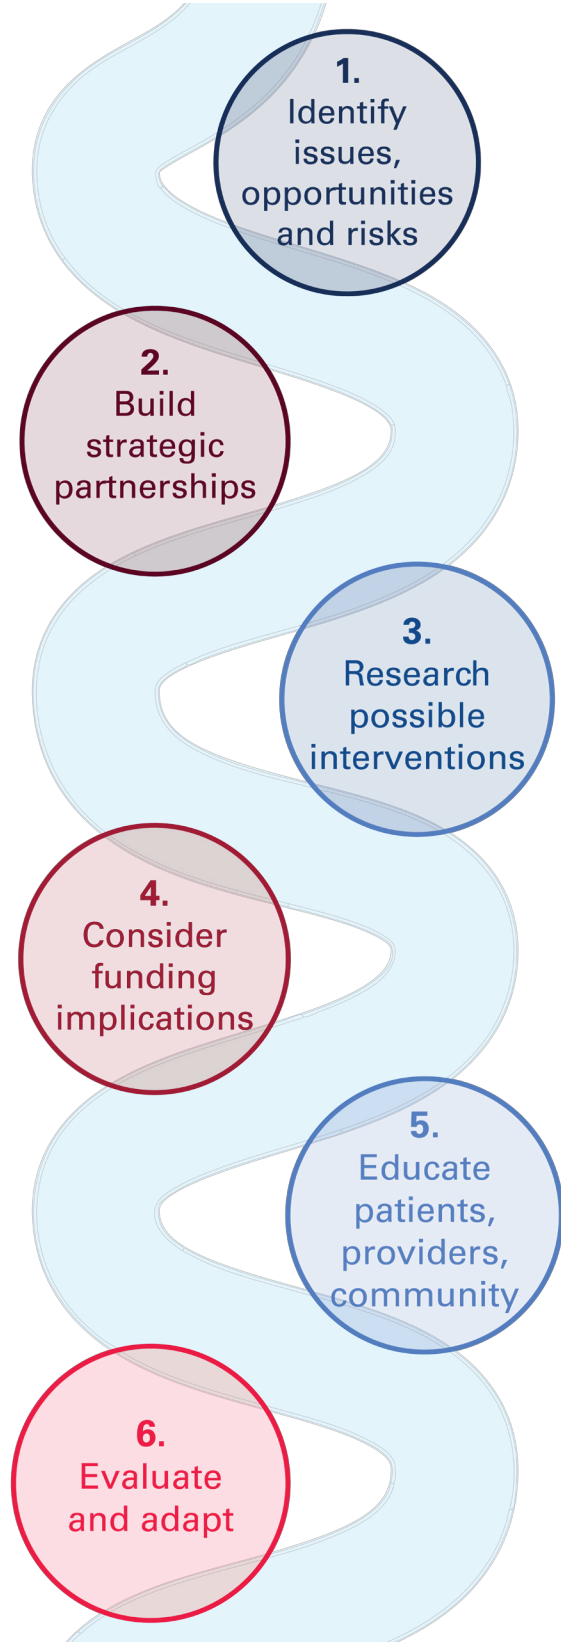 1.
Identify
issues,
opportunities
and risks
2.
Build
strategic
partnerships
3.
Research
possible
interventions
4.
Consider
funding
implications
5.
Educate
patients,
providers,
community
6.
Evaluate
and adapt